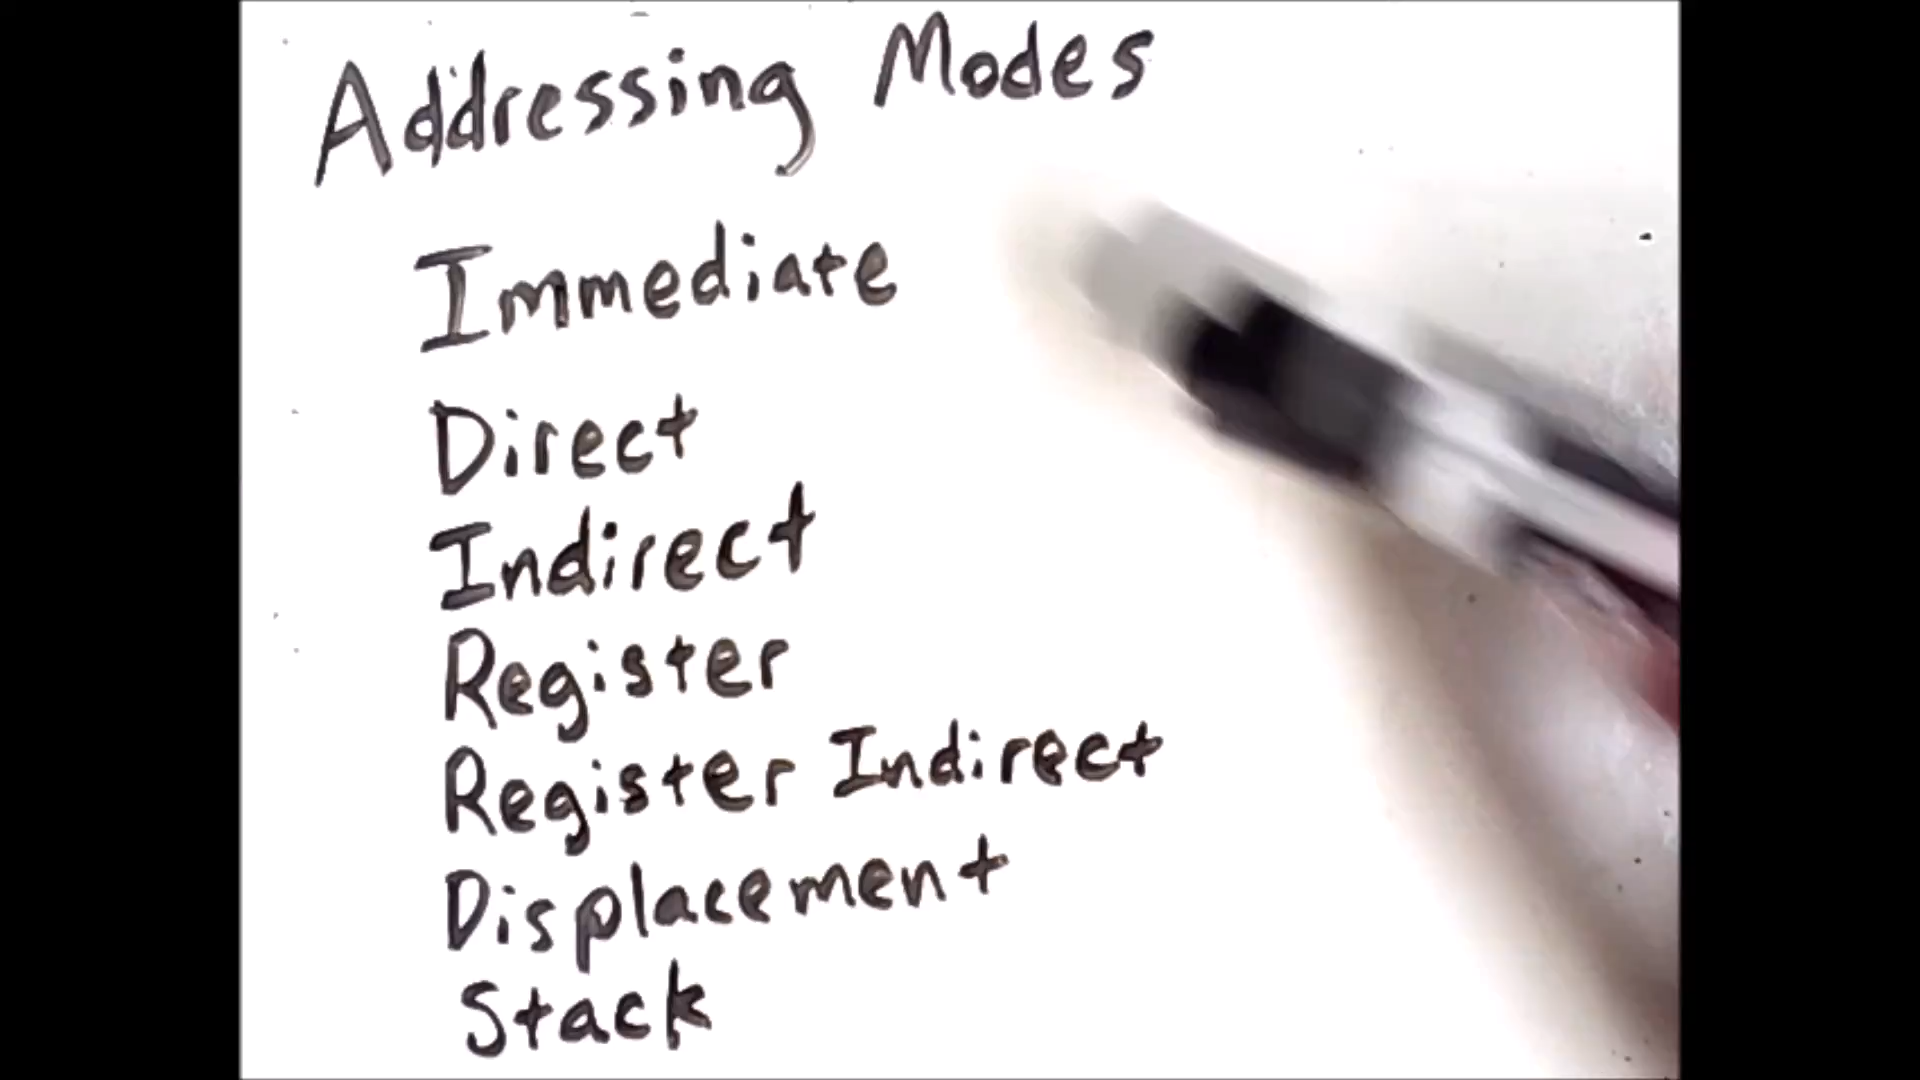 Addressing Modes
Immediate
Direct
Indirect
Register
Register Indirect
Displacement
Stack